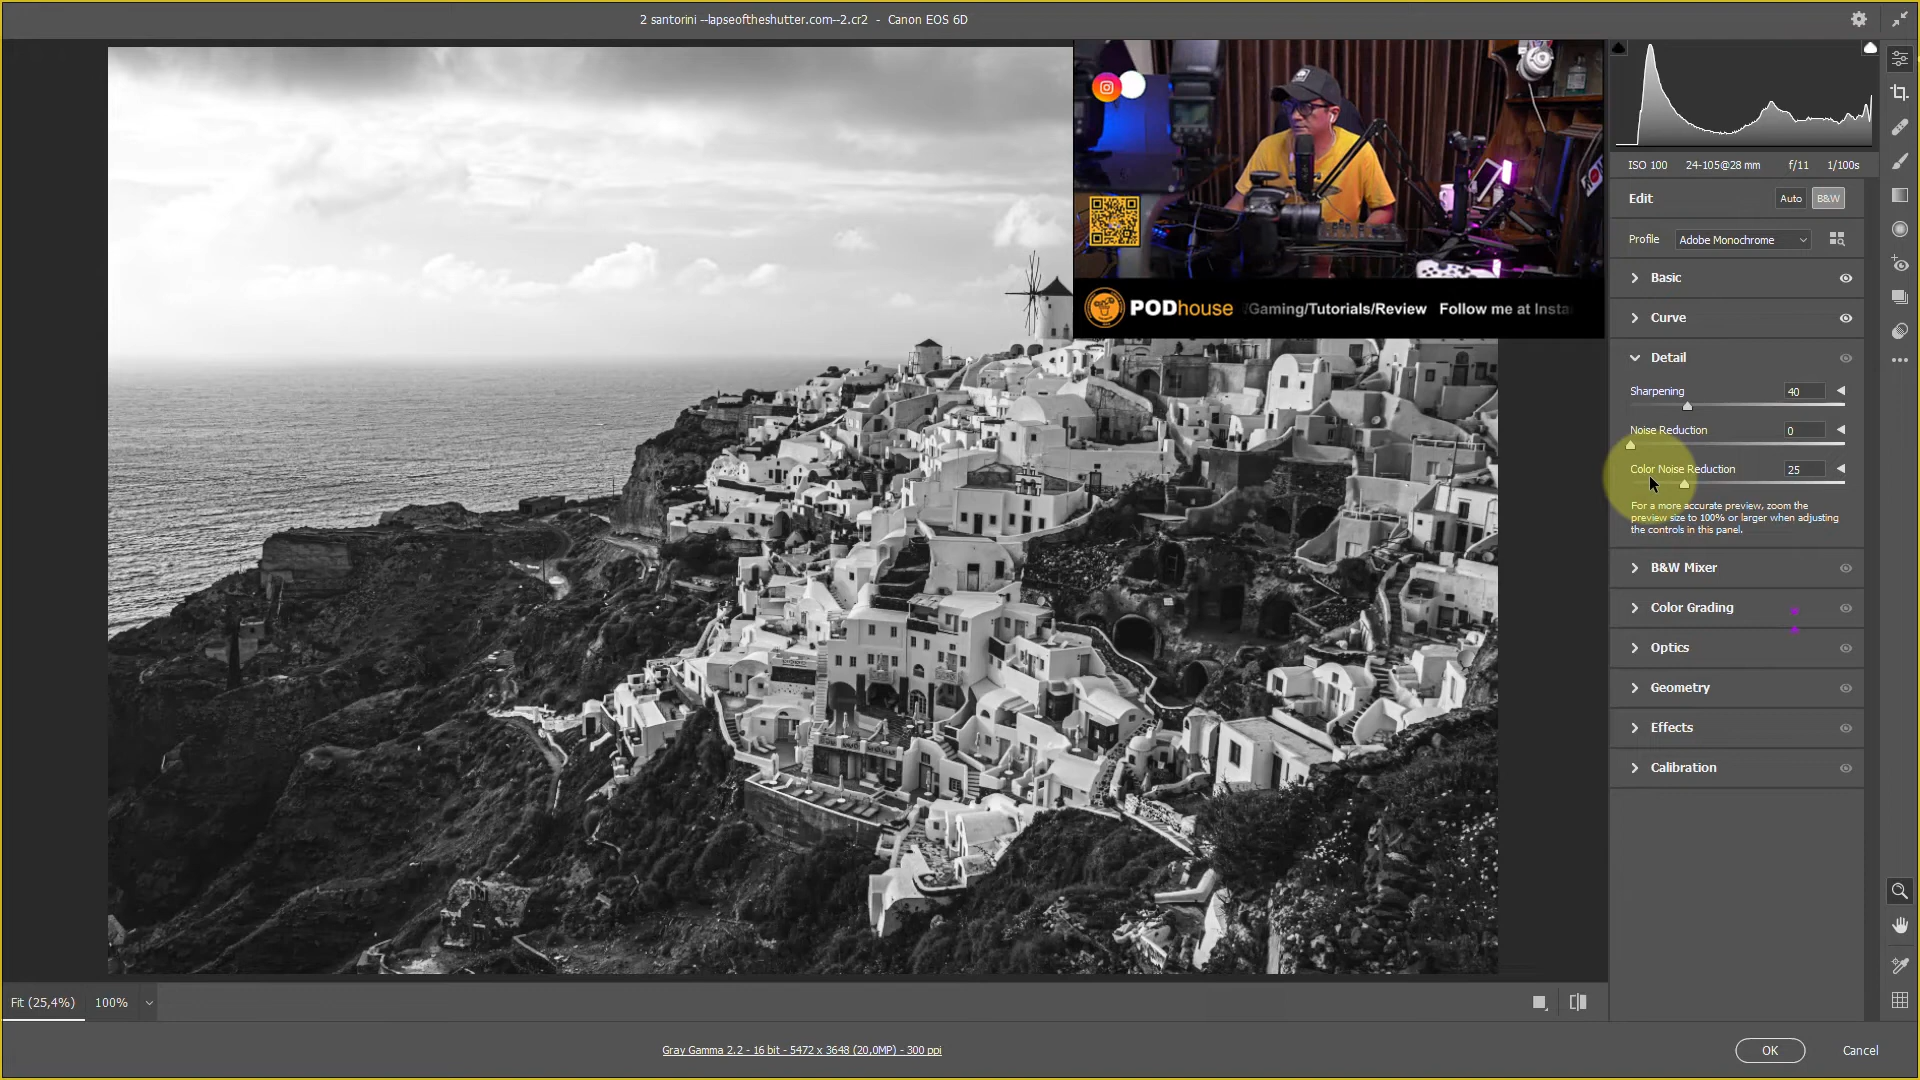 2 santorini --lapseoftheshutter.com--2.cr2 - Canon EOS 6D
PODhouse
/Gaming/Tutorials/Review Follow me at Insta
ISO 100 24-105@28 mm f/11 1/100s
Edit Auto B&W
Profile Adobe Monochrome
Basic
Curve
Detail
Sharpening 40
Noise Reduction 0
Color Noise Reduction 25
For a more accurate preview, zoom the
preview size to 100% or larger when adjusting
the controls in this panel.
B&W Mixer
Color Grading
Optics
Geometry
Effects
Calibration
Fit (25,4%) 100%
Gray Gamma 2.2 - 16 bit - 5472 x 3648 (20,0MP) - 300 ppi
OK Cancel